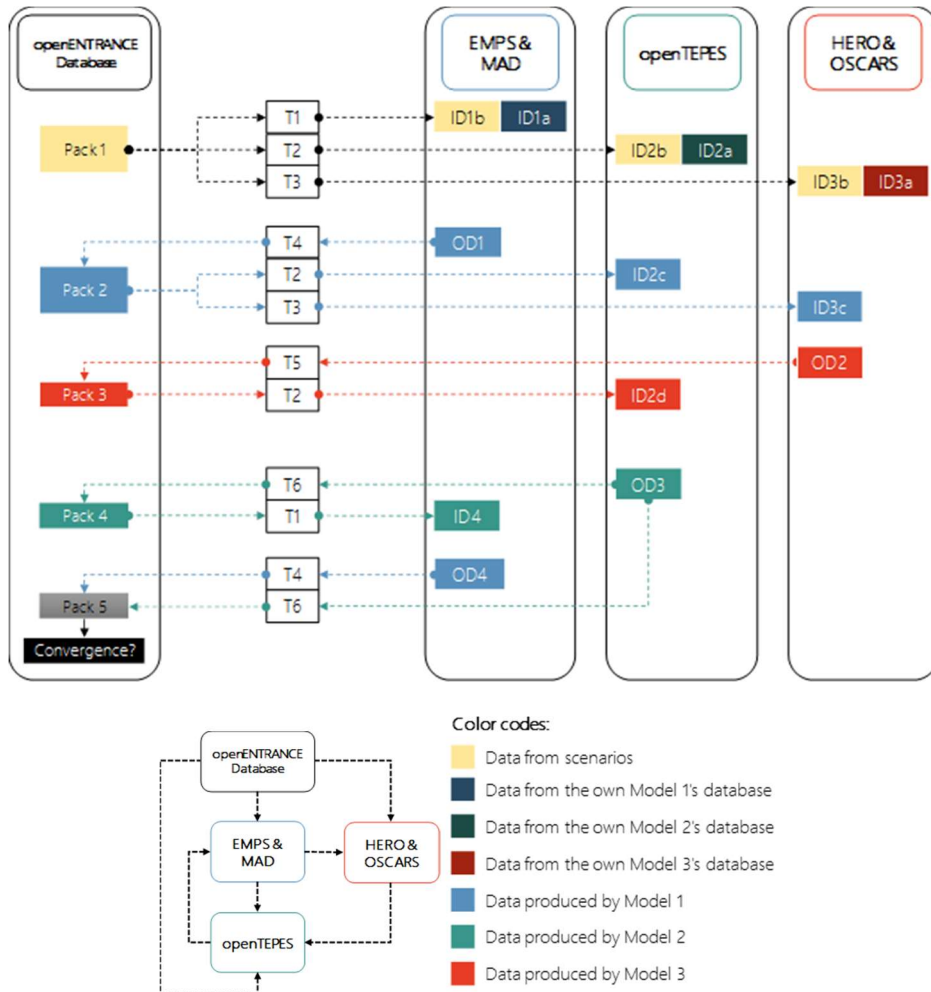 openENTRANCE
Database
EMPS &
MAD
openTEPES
HERO &
OSCARS
T1
ID1b
ID1a
Pack 1
T2
ID2b
ID2a
T3
ID3b
ID3a
T4
OD1
Pack 2
T2
ID2c
T3
ID3c
T5
OD2
Pack 3
T2
ID2d
T6
OD3
Pack 4
T1
ID4
T4
OD4
Pack 5
T6
Convergence?
openENTRANCE
Database
EMPS &
MAD
HERO &
OSCARS
openTEPES
Color codes:
Data from scenarios
Data from the own Model 1's database
Data from the own Model 2's database
Data from the own Model 3's database
Data produced by Model 1
Data produced by Model 2
Data produced by Model 3